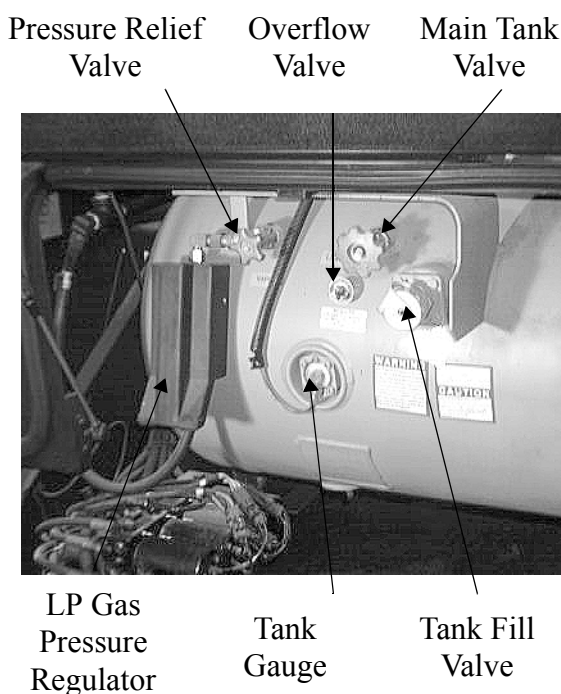 Pressure Relief
Valve
Overflow
Valve
Main Tank
Valve
WARNING
CAUTION
LP Gas
Pressure
Regulator
Tank
Gauge
Tank Fill
Valve